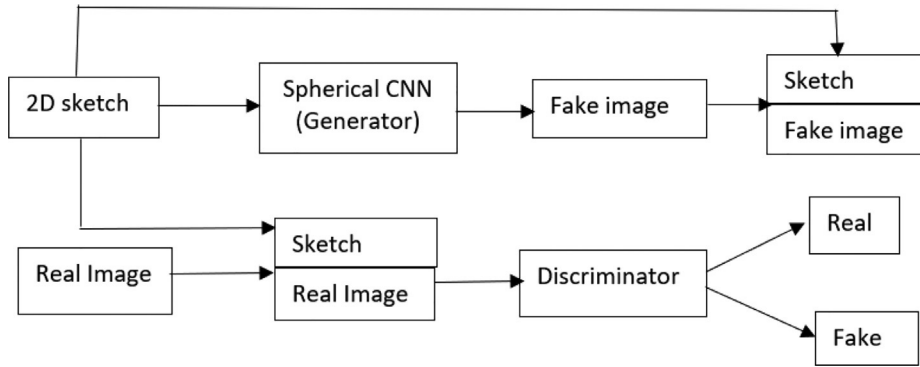 2D sketch
Spherical CNN
(Generator)
Fake image
Sketch
Fake image
Real Image
Sketch
Real Image
Discriminator
Real
Fake